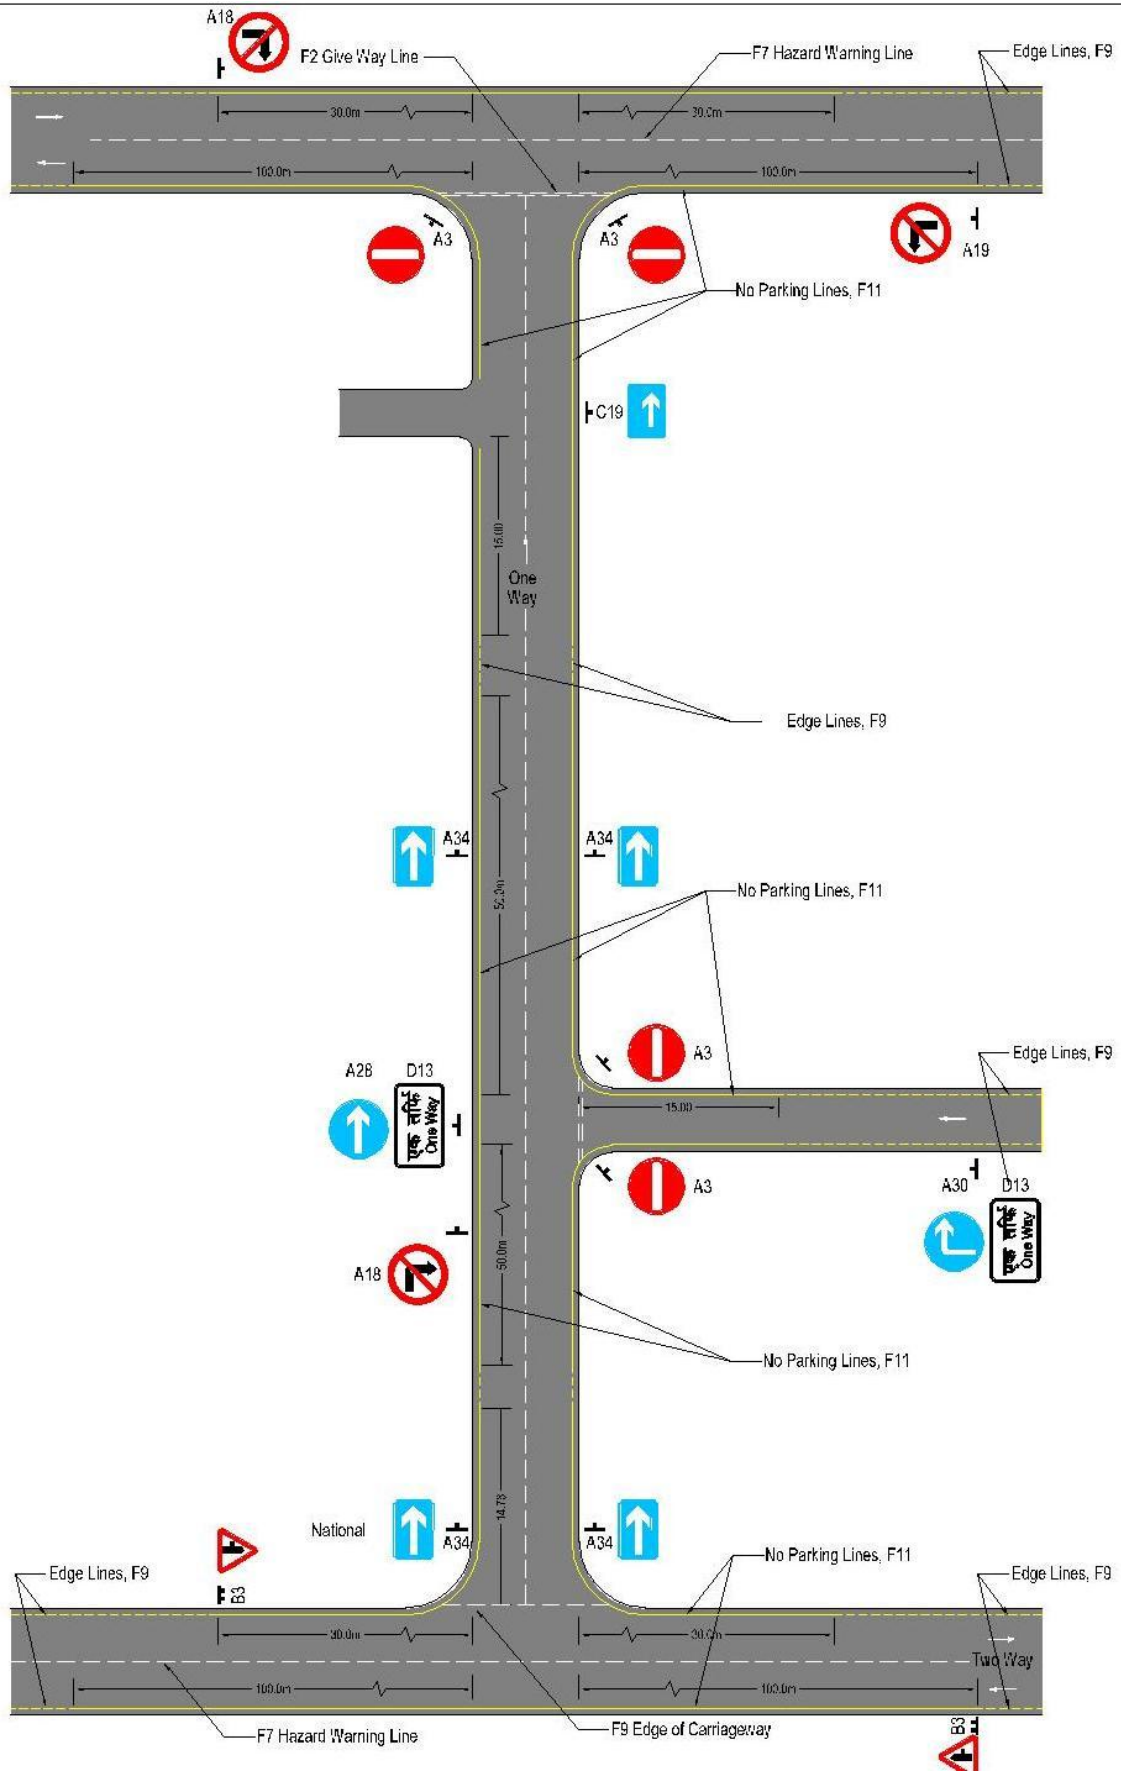 A18
F2 Give Way Line
F7 Hazard Warning Line
Edge Lines, F9
30.0m
30.0m
100.0m
100.0m
A3
A3
A19
No Parking Lines, F11
C19
15.00
One
Way
Edge Lines, F9
A34
A34
50.0m
No Parking Lines, F11
A3
Edge Lines, F9
A28
D13
एक तर्फि
One Way
15.00
A3
A30
D13
एक तर्फि
One Way
50.0m
A18
No Parking Lines, F11
14.78
National
A34
A34
No Parking Lines, F11
Edge Lines, F9
B3
Edge Lines, F9
30.0m
30.0m
Two Way
100.0m
100.0m
F7 Hazard Warning Line
F9 Edge of Carriageway
B3